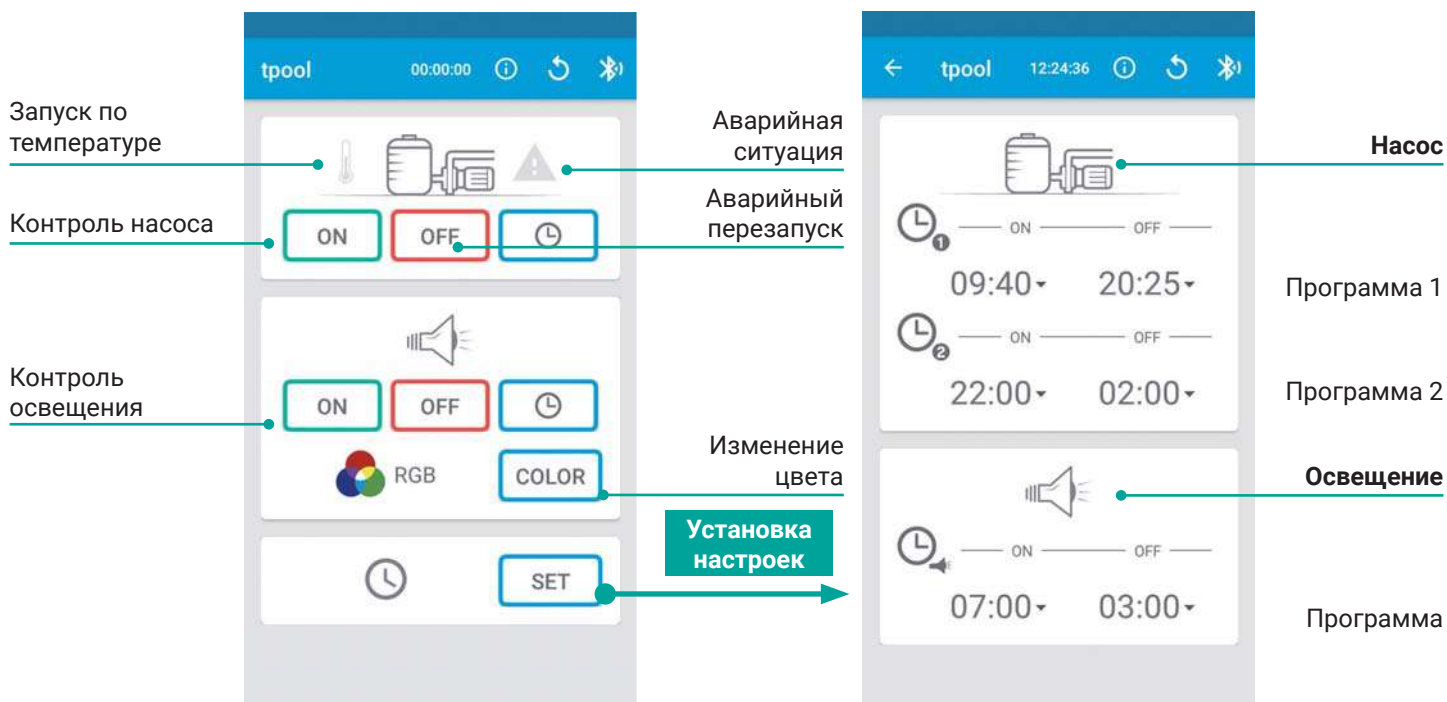 tpool 00:00:00
Запуск по
температуре
Контроль насоса
ON OFF
Аварийная
ситуация
Аварийный
перезапуск
Контроль
освещения
ON OFF
RGB COLOR
Изменение
цвета
SET
Установка
настроек
tpool 12:24:36
Насос
1 ON OFF
09:40 20:25
Программа 1
2 ON OFF
22:00 02:00
Программа 2
Освещение
ON OFF
07:00 03:00
Программа